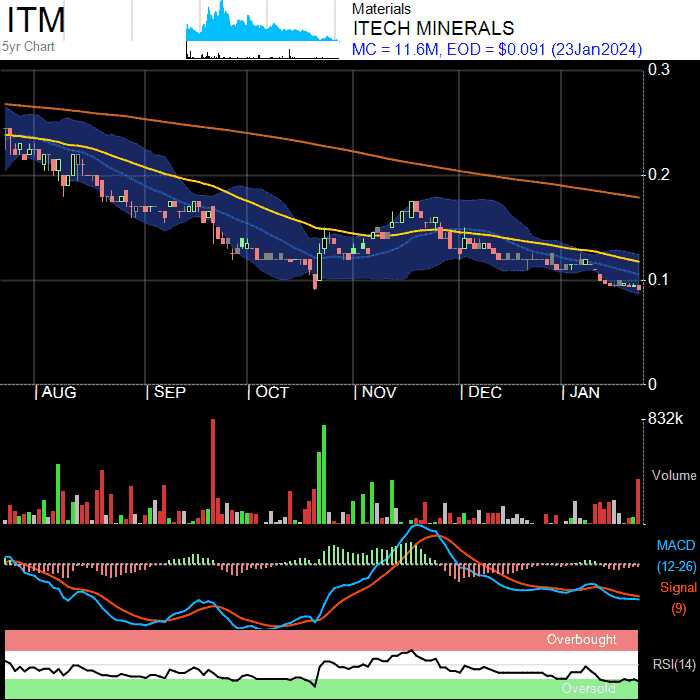 ITM
5yr Chart
Materials
ITECH MINERALS
MC = 11.6M, EOD = $0.091 (23Jan2024)
0.3
0.2
0.1
0
AUG
SEP
OCT
NOV
DEC
JAN
832k
Volume
MACD
(12-26)
Signal
(9)
Overbought
RSI(14)
Oversold